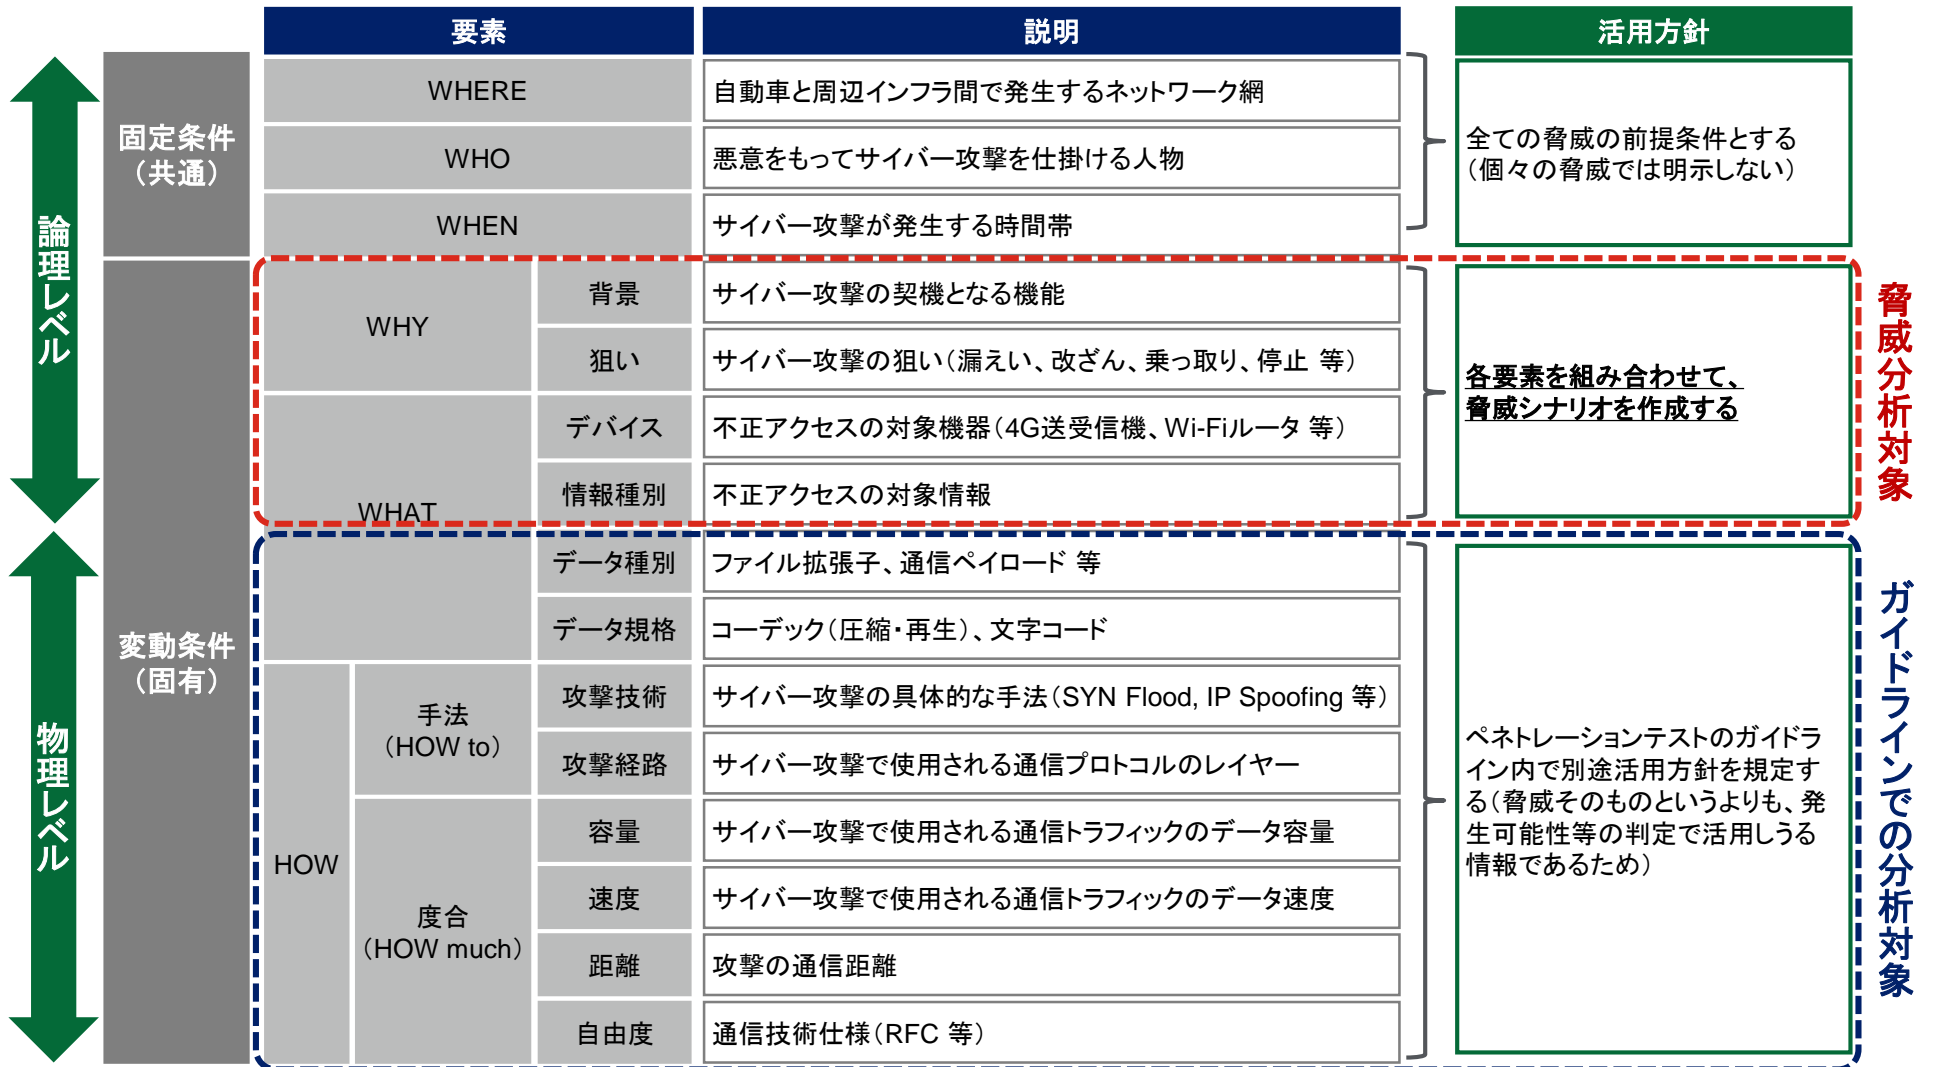 要素
説明
活用方針
論理レベル
物理レベル
固定条件
（共通）
変動条件
（固有）
WHERE
自動車と周辺インフラ間で発生するネットワーク網
WHO
悪意をもってサイバー攻撃を仕掛ける人物
WHEN
サイバー攻撃が発生する時間帯
全ての脅威の前提条件とする
（個々の脅威では明示しない）
WHY
背景
サイバー攻撃の契機となる機能
狙い
サイバー攻撃の狙い（漏えい、改ざん、乗っ取り、停止 等）
WHAT
デバイス
不正アクセスの対象機器（4G送受信機、Wi-Fiルータ 等）
情報種別
不正アクセスの対象情報
各要素を組み合わせて、
脅威シナリオを作成する
脅威分析対象
データ種別
ファイル拡張子、通信ペイロード 等
データ規格
コーデック（圧縮・再生）、文字コード
HOW
手法
（HOW to）
攻撃技術
サイバー攻撃の具体的な手法（SYN Flood, IP Spoofing 等）
攻撃経路
サイバー攻撃で使用される通信プロトコルのレイヤー
度合
（HOW much）
容量
サイバー攻撃で使用される通信トラフィックのデータ容量
速度
サイバー攻撃で使用される通信トラフィックのデータ速度
距離
攻撃の通信距離
自由度
通信技術仕様（RFC 等）
ペネトレーションテストのガイドラ
イン内で別途活用方針を規定す
る（脅威そのものというよりも、発
生可能性等の判定で活用しうる
情報であるため）
ガイドラインでの分析対象